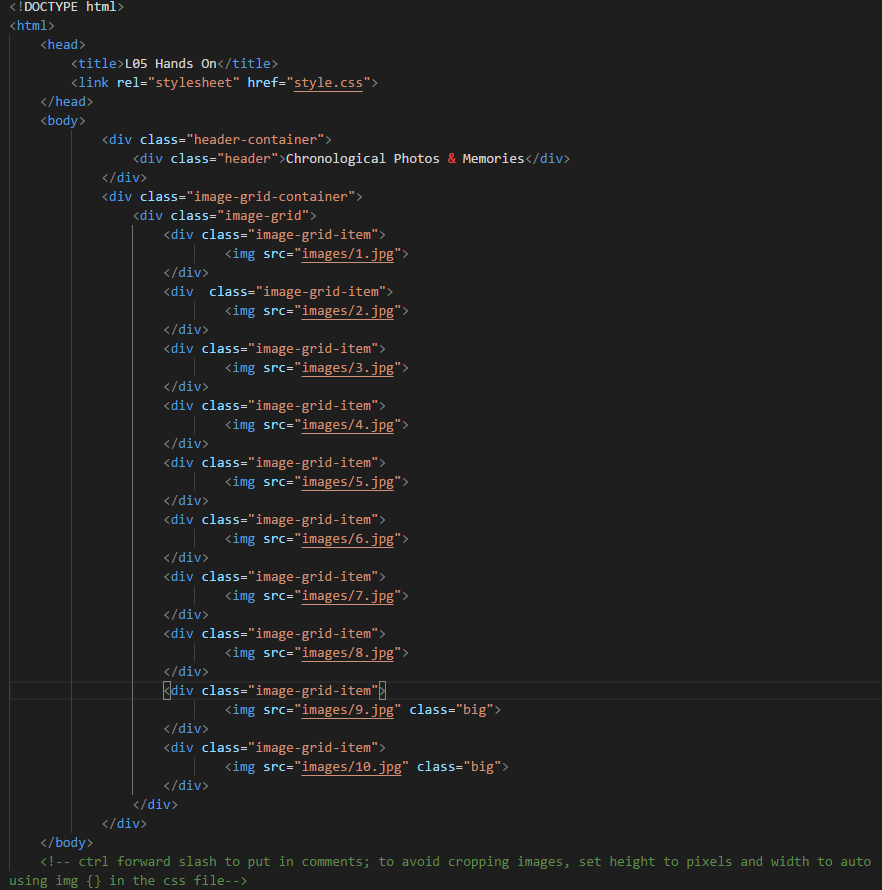 <!DOCTYPE html>
<html>
    <head>
        <title>L05 Hands On</title>
        <link rel="stylesheet" href="style.css">
    </head>
    <body>
            <div class="header-container">
                <div class="header">Chronological Photos & Memories</div>
            </div>
            <div class="image-grid-container">
                <div class="image-grid">
                    <div class="image-grid-item">
                            <img src="images/1.jpg">
                    </div>
                    <div  class="image-grid-item">
                            <img src="images/2.jpg">
                    </div>
                    <div class="image-grid-item">
                            <img src="images/3.jpg">
                    </div>
                    <div class="image-grid-item">
                            <img src="images/4.jpg">
                    </div>
                    <div class="image-grid-item">
                            <img src="images/5.jpg">
                    </div>
                    <div class="image-grid-item">
                            <img src="images/6.jpg">
                    </div>
                    <div class="image-grid-item">
                            <img src="images/7.jpg">
                    </div>
                    <div class="image-grid-item">
                            <img src="images/8.jpg">
                    </div>
                    <div class="image-grid-item">
                            <img src="images/9.jpg" class="big">
                    </div>
                    <div class="image-grid-item">
                            <img src="images/10.jpg" class="big">
                    </div>
                </div>
            </div>
    </body>
    <!-- ctrl forward slash to put in comments; to avoid cropping images, set height to pixels and width to auto
using img {} in the css file-->